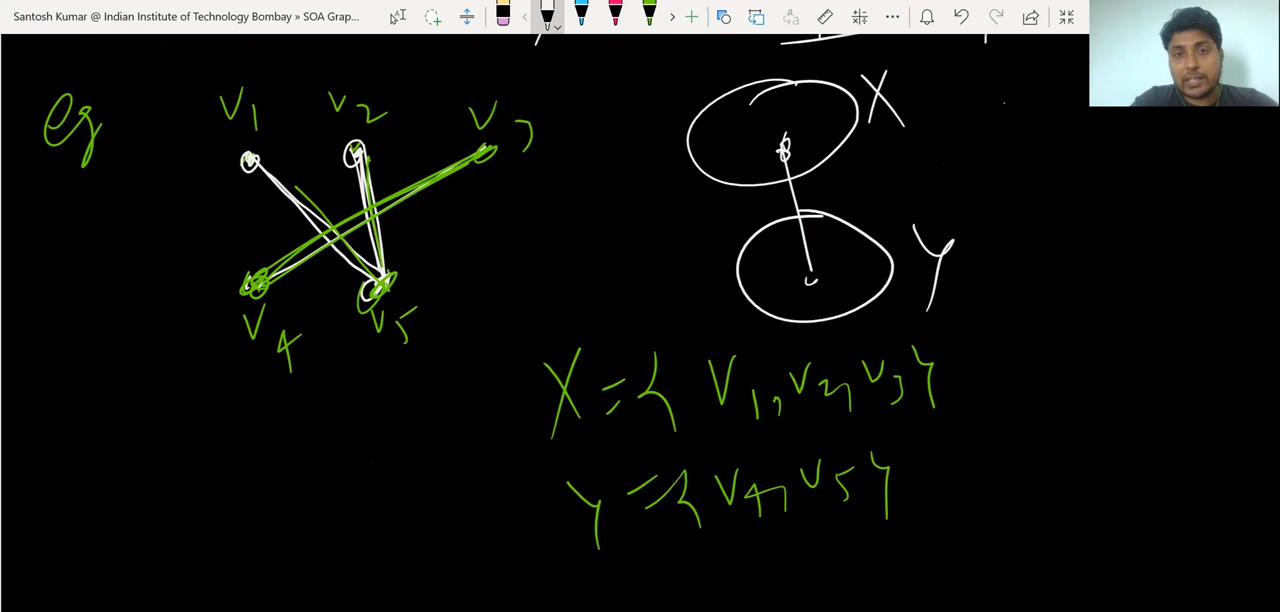 Santosh Kumar @ Indian Institute of Technology Bombay » SOA Grap...
eg
V1 V2 V3
V4 V5
X
Y
X = { V1, V2, V3 }
Y = { V4, V5 }